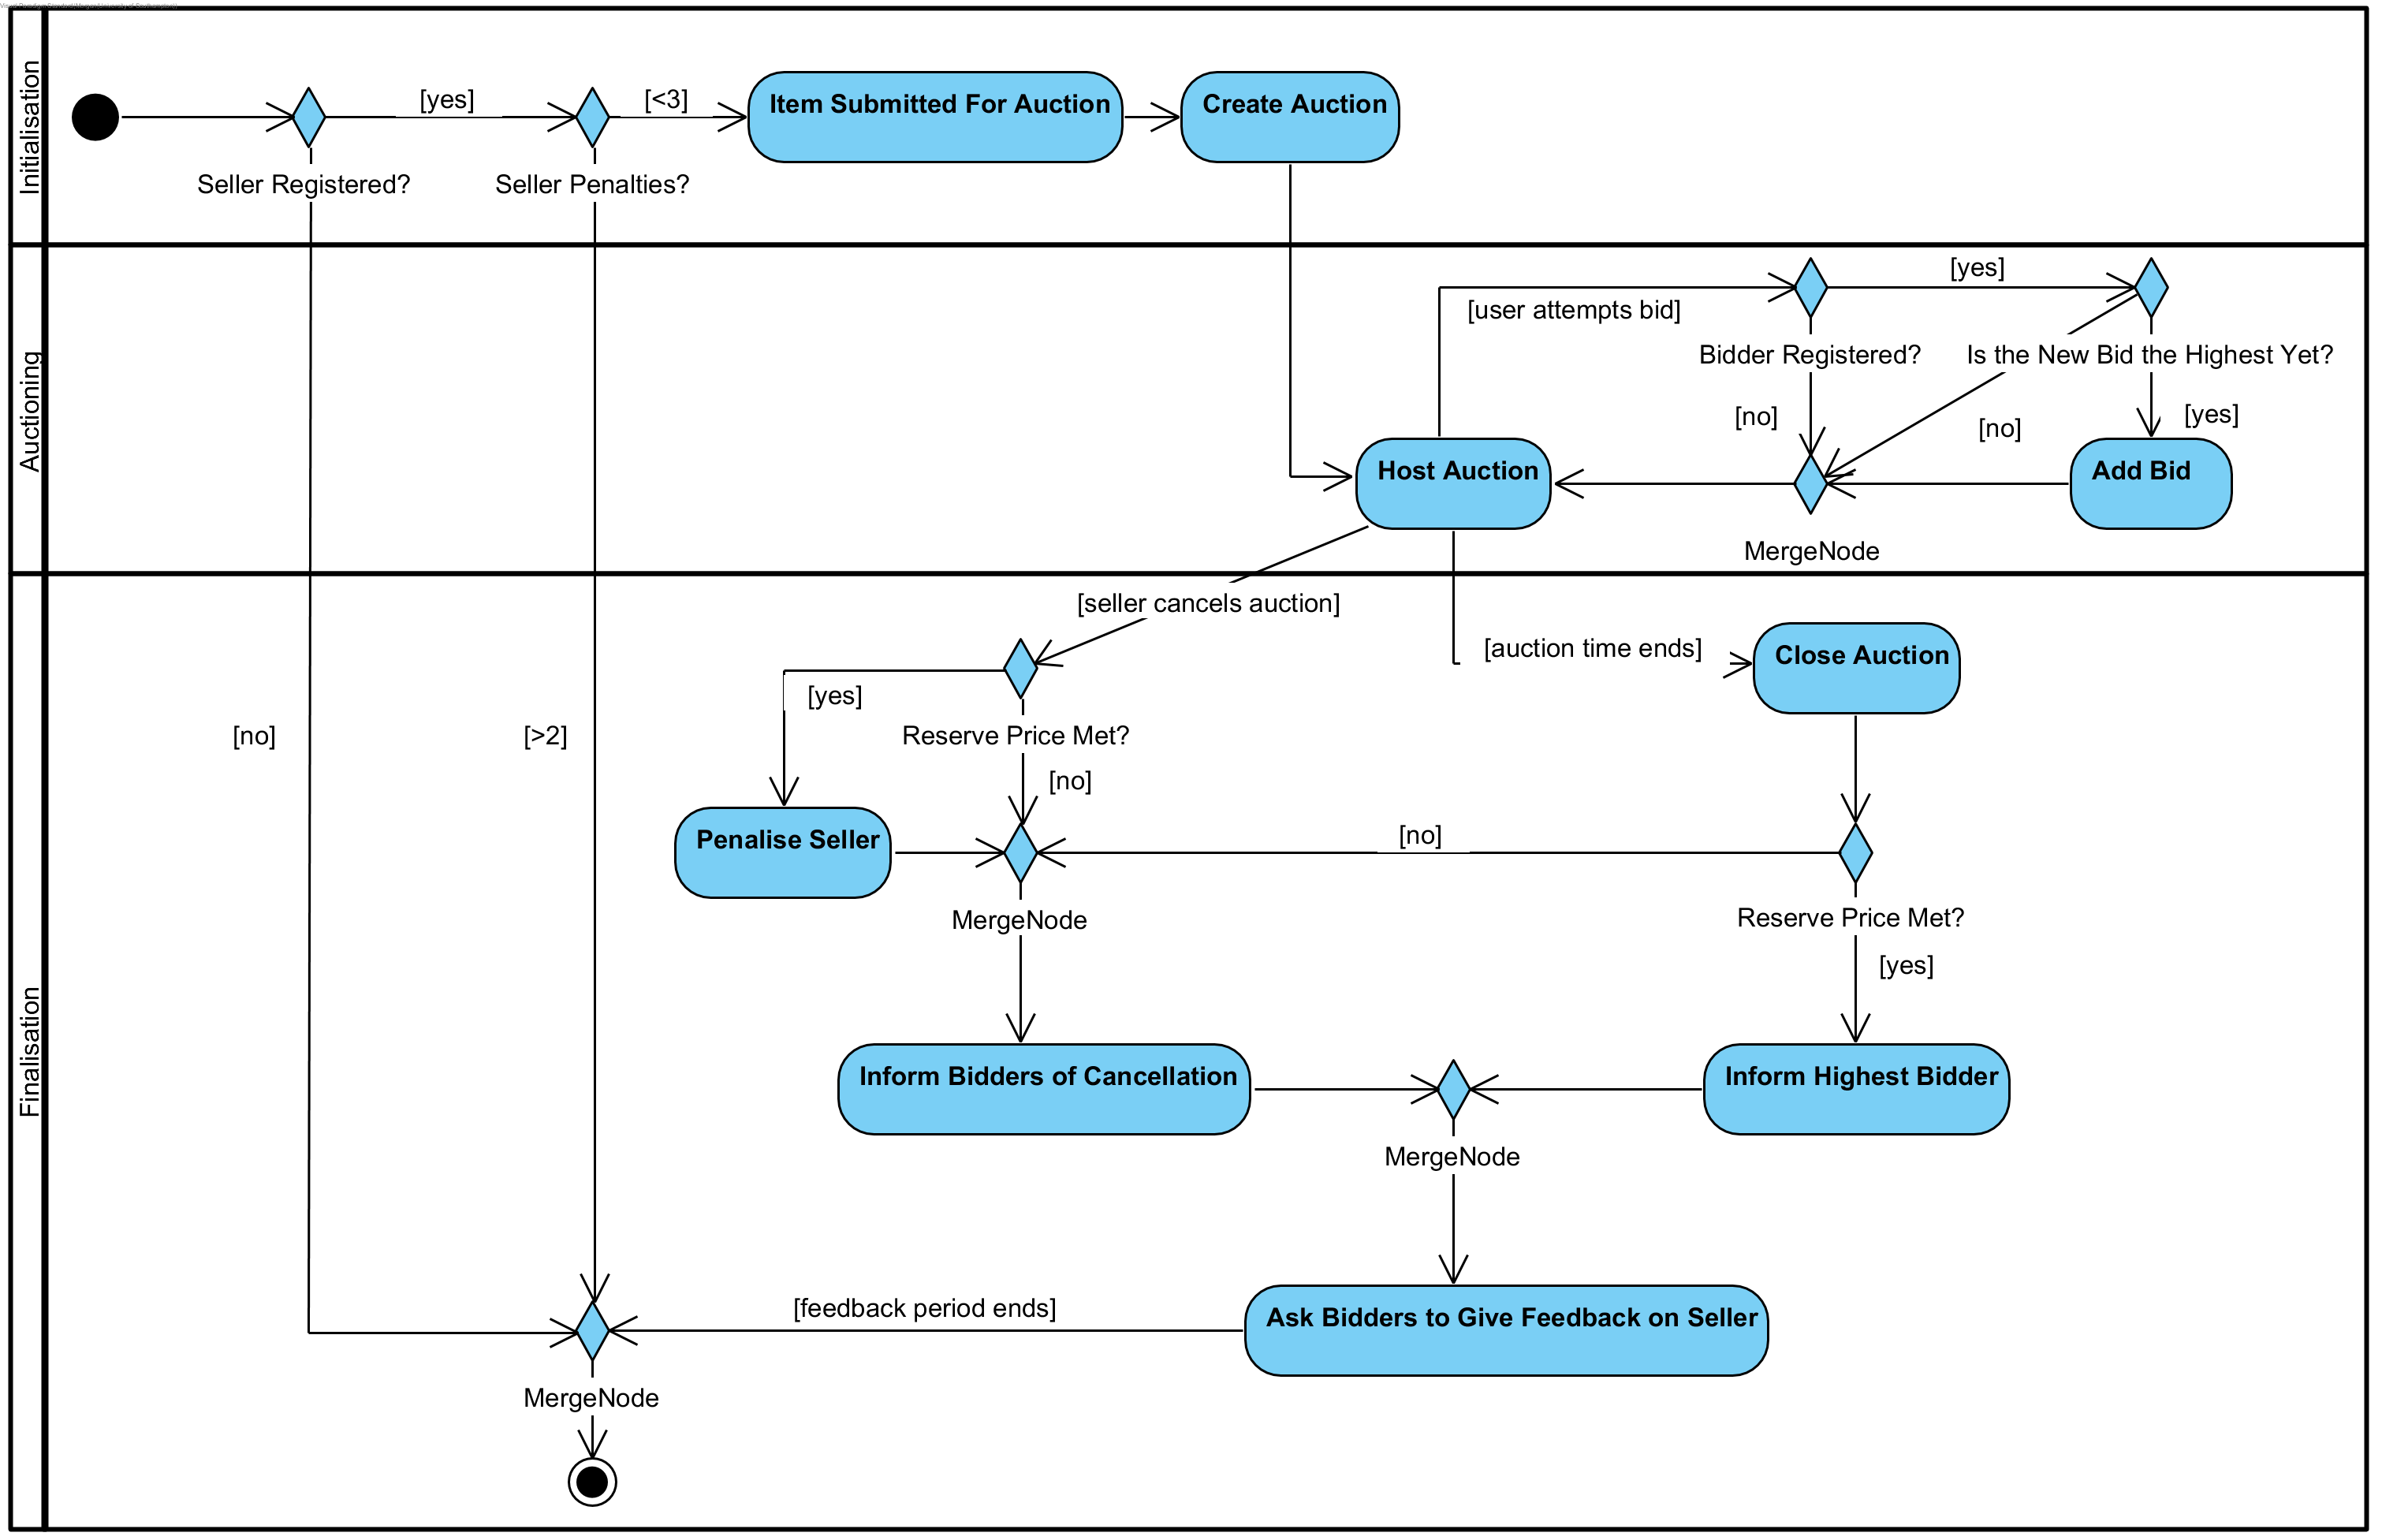 Initialisation
[yes]
[<3]
Item Submitted For Auction
Create Auction
Seller Registered?
Seller Penalties?
Auctioning
[user attempts bid]
[yes]
Bidder Registered?
Is the New Bid the Highest Yet?
[no]
[no]
[yes]
Host Auction
Add Bid
MergeNode
Finalisation
[seller cancels auction]
[auction time ends]
Close Auction
[yes]
[no]
[>2]
Reserve Price Met?
[no]
Penalise Seller
[no]
MergeNode
Reserve Price Met?
[yes]
Inform Bidders of Cancellation
Inform Highest Bidder
MergeNode
[feedback period ends]
Ask Bidders to Give Feedback on Seller
MergeNode